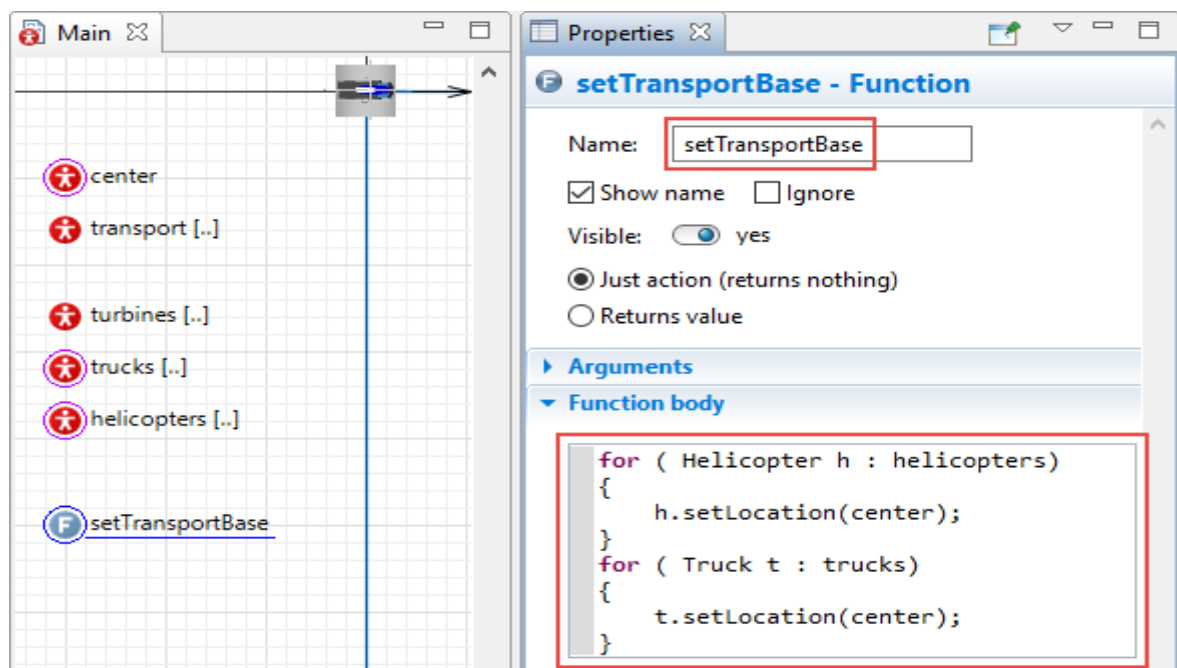 Main
center
transport [..]
turbines [..]
trucks [..]
helicopters [..]
setTransportBase
Properties
setTransportBase - Function
Name: setTransportBase
Show name Ignore
Visible: yes
Just action (returns nothing)
Returns value
Arguments
Function body
for ( Helicopter h : helicopters)
{
h.setLocation(center);
}
for ( Truck t : trucks)
{
t.setLocation(center);
}